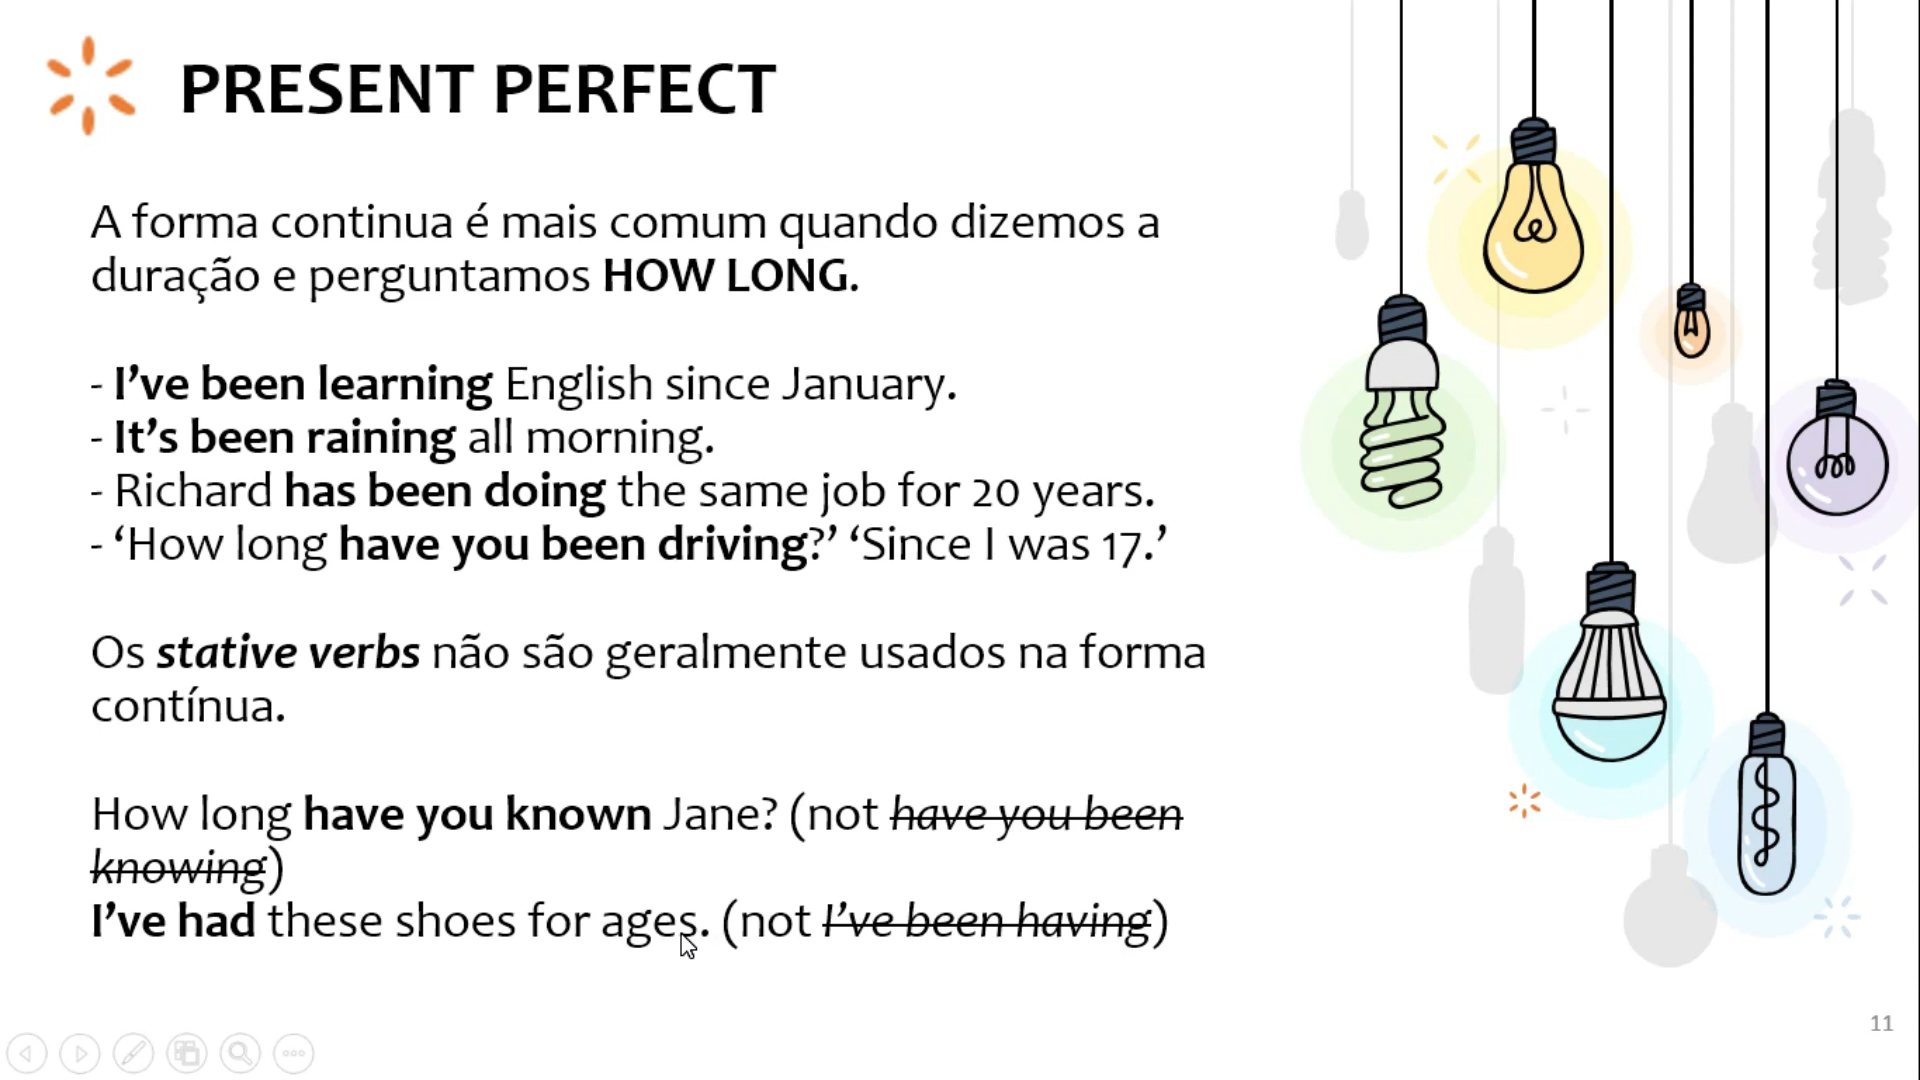 PRESENT PERFECT
A forma continua é mais comum quando dizemos a
duração e perguntamos HOW LONG.
- I’ve been learning English since January.
- It’s been raining all morning.
- Richard has been doing the same job for 20 years.
- ‘How long have you been driving?’ ‘Since I was 17.’
Os stative verbs não são geralmente usados na forma
contínua.
How long have you known Jane? (not have you been
knowing)
I’ve had these shoes for ages. (not I’ve been having)
11